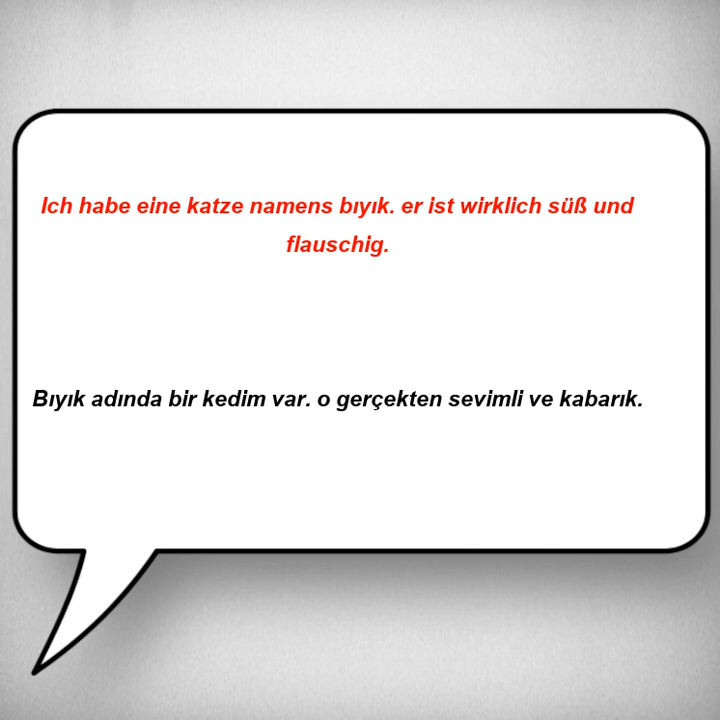 Ich habe eine katze namens bıyık. er ist wirklich süß und
flauschig.
Bıyık adında bir kedim var. o gerçekten sevimli ve kabarık.